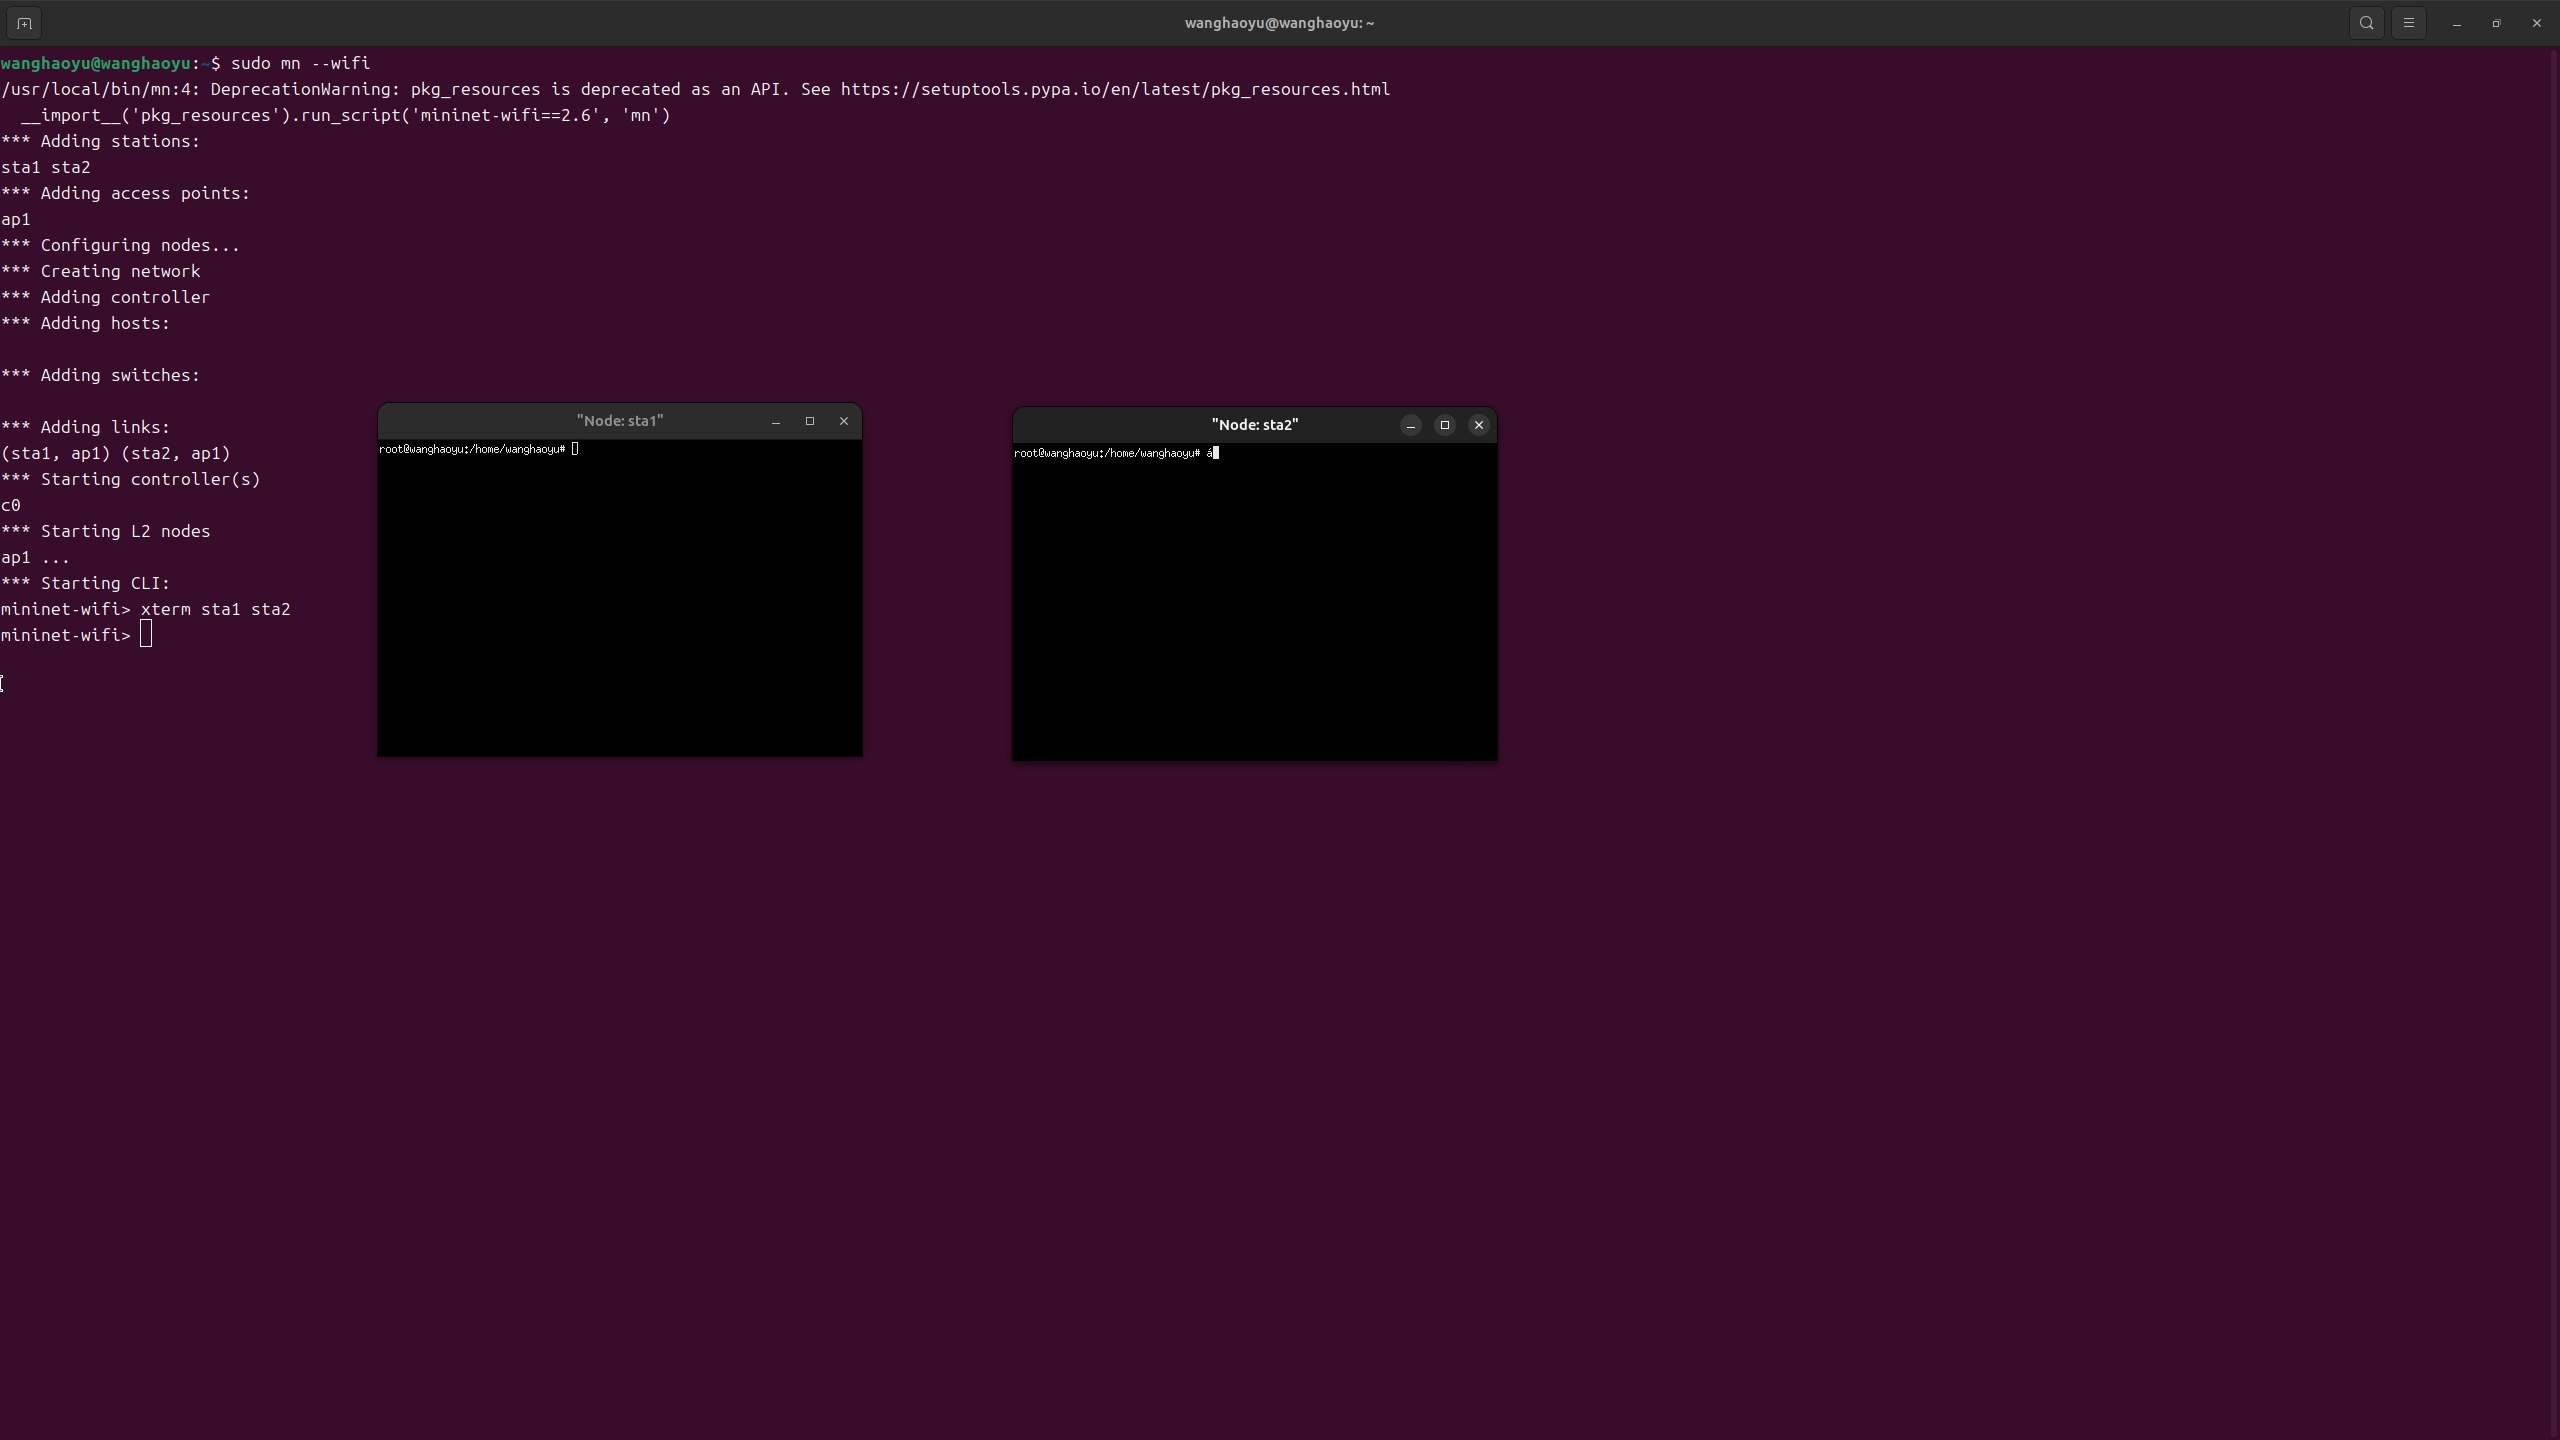 wanghaoyu@wanghaoyu: ~
wanghaoyu@wanghaoyu:~$ sudo mn --wifi
/usr/local/bin/mn:4: DeprecationWarning: pkg_resources is deprecated as an API. See https://setuptools.pypa.io/en/latest/pkg_resources.html
  __import__('pkg_resources').run_script('mininet-wifi==2.6', 'mn')
*** Adding stations:
sta1 sta2
*** Adding access points:
ap1
*** Configuring nodes...
*** Creating network
*** Adding controller
*** Adding hosts:
*** Adding switches:
*** Adding links:
(sta1, ap1) (sta2, ap1)
*** Starting controller(s)
c0
*** Starting L2 nodes
ap1 ...
*** Starting CLI:
mininet-wifi> xterm sta1 sta2
mininet-wifi>
"Node: sta1"
root@wanghaoyu:/home/wanghaoyu#
"Node: sta2"
root@wanghaoyu:/home/wanghaoyu# á